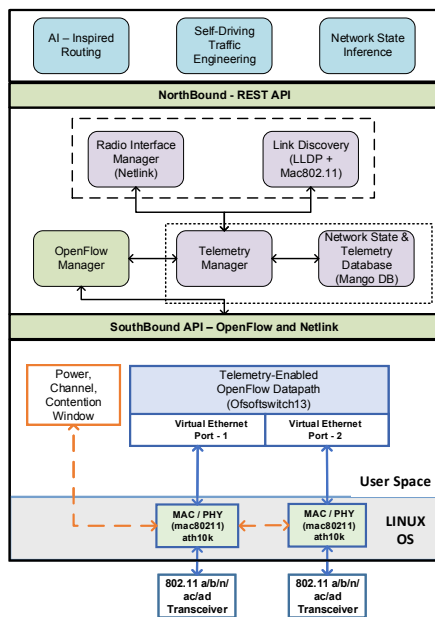 AI – Inspired
Routing
Self-Driving
Traffic
Engineering
Network State
Inference
NorthBound - REST API
Radio Interface
Manager
(Netlink)
Link Discovery
(LLDP +
Mac802.11)
OpenFlow
Manager
Telemetry
Manager
Network State &
Telemetry
Database
(Mango DB)
SouthBound API – OpenFlow and Netlink
Power,
Channel,
Contention
Window
Telemetry-Enabled
OpenFlow Datapath
(Ofsoftswitch13)
Virtual Ethernet
Port - 1
Virtual Ethernet
Port - 2
User Space
MAC / PHY
(mac80211)
ath10k
MAC / PHY
(mac80211)
ath10k
LINUX
OS
802.11 a/b/n/
ac/ad
Transceiver
802.11 a/b/n/
ac/ad
Transceiver